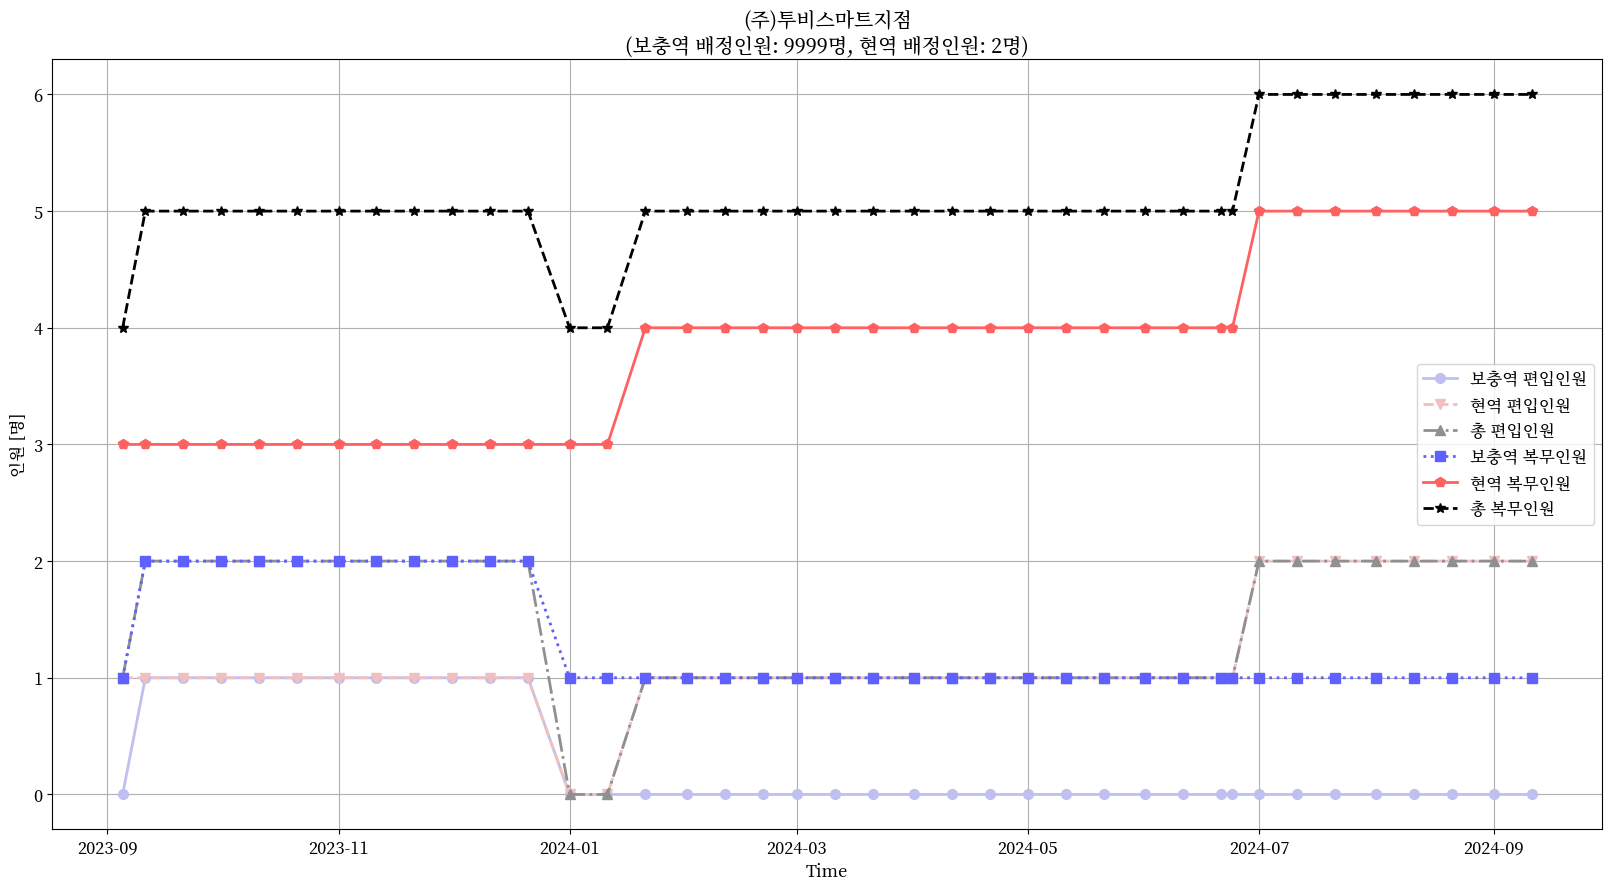 (주)투비스마트지점
(보충역 배정인원: 9999명, 현역 배정인원: 2명)
인원 [명]
6
5
4
3
2
1
0
보충역 편입인원
현역 편입인원
총 편입인원
보충역 복무인원
현역 복무인원
총 복무인원
2023-09
2023-11
2024-01
2024-03
2024-05
2024-07
2024-09
Time